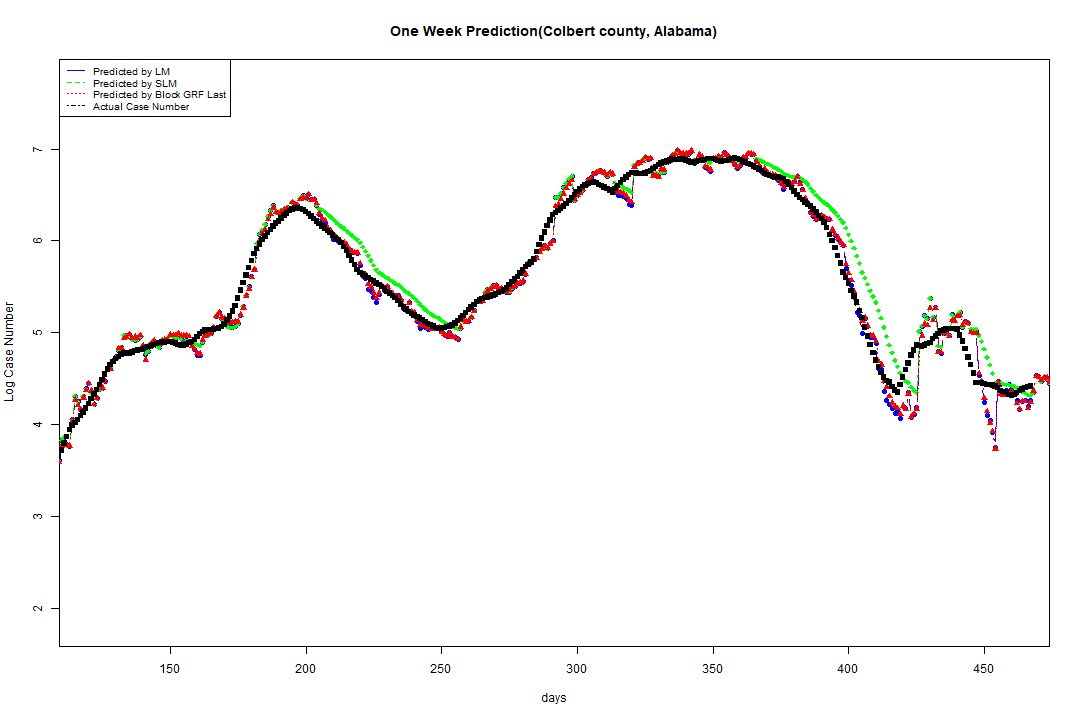 One Week Prediction(Colbert county, Alabama)
Predicted by LM
Predicted by SLM
Predicted by Block GRF Last
Actual Case Number
7
6
5
4
3
2
Log Case Number
150 200 250 300 350 400 450
days